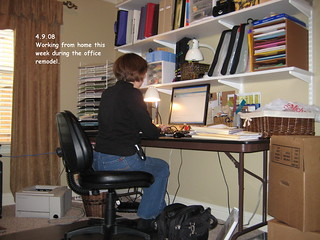 4.9.08
Working from home this
week during the office
remodel.